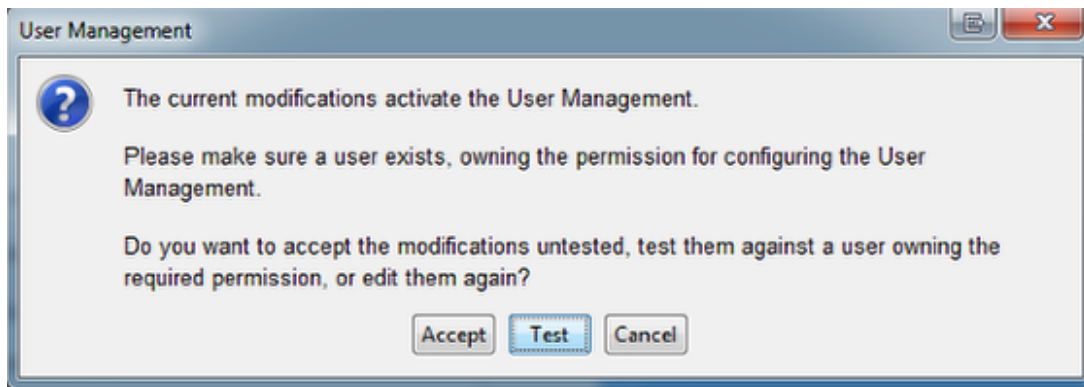 User Management
The current modifications activate the User Management.
Please make sure a user exists, owning the permission for configuring the User
Management.
Do you want to accept the modifications untested, test them against a user owning the
required permission, or edit them again?
Accept Test Cancel